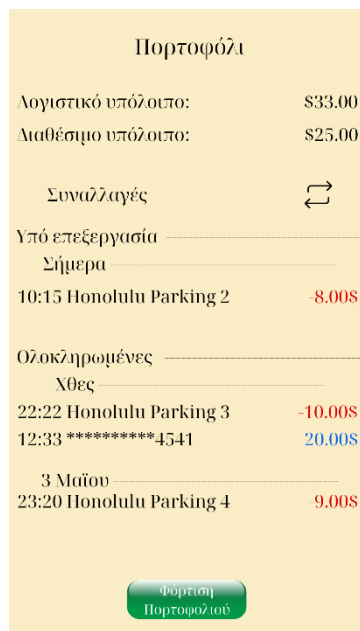 Πορτοφόλι
Λογιστικό υπόλοιπο: $33.00
Διαθέσιμο υπόλοιπο: $25.00
Συναλλαγές
Υπό επεξεργασία
Σήμερα
10:15 Honolulu Parking 2 -8.00$
Ολοκληρωμένες
Χθες
22:22 Honolulu Parking 3 -10.00$
12:33 **********4541 20.00$
3 Μαΐου
23:20 Honolulu Parking 4 -9.00$
Φόρτιση
Πορτοφολιού